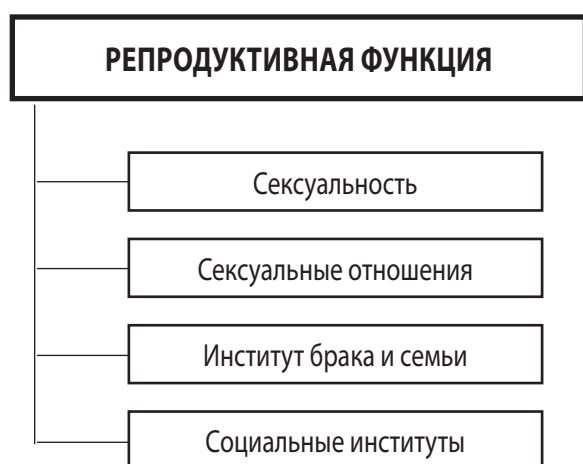 РЕПРОДУКТИВНАЯ ФУНКЦИЯ
Сексуальность
Сексуальные отношения
Институт брака и семьи
Социальные институты